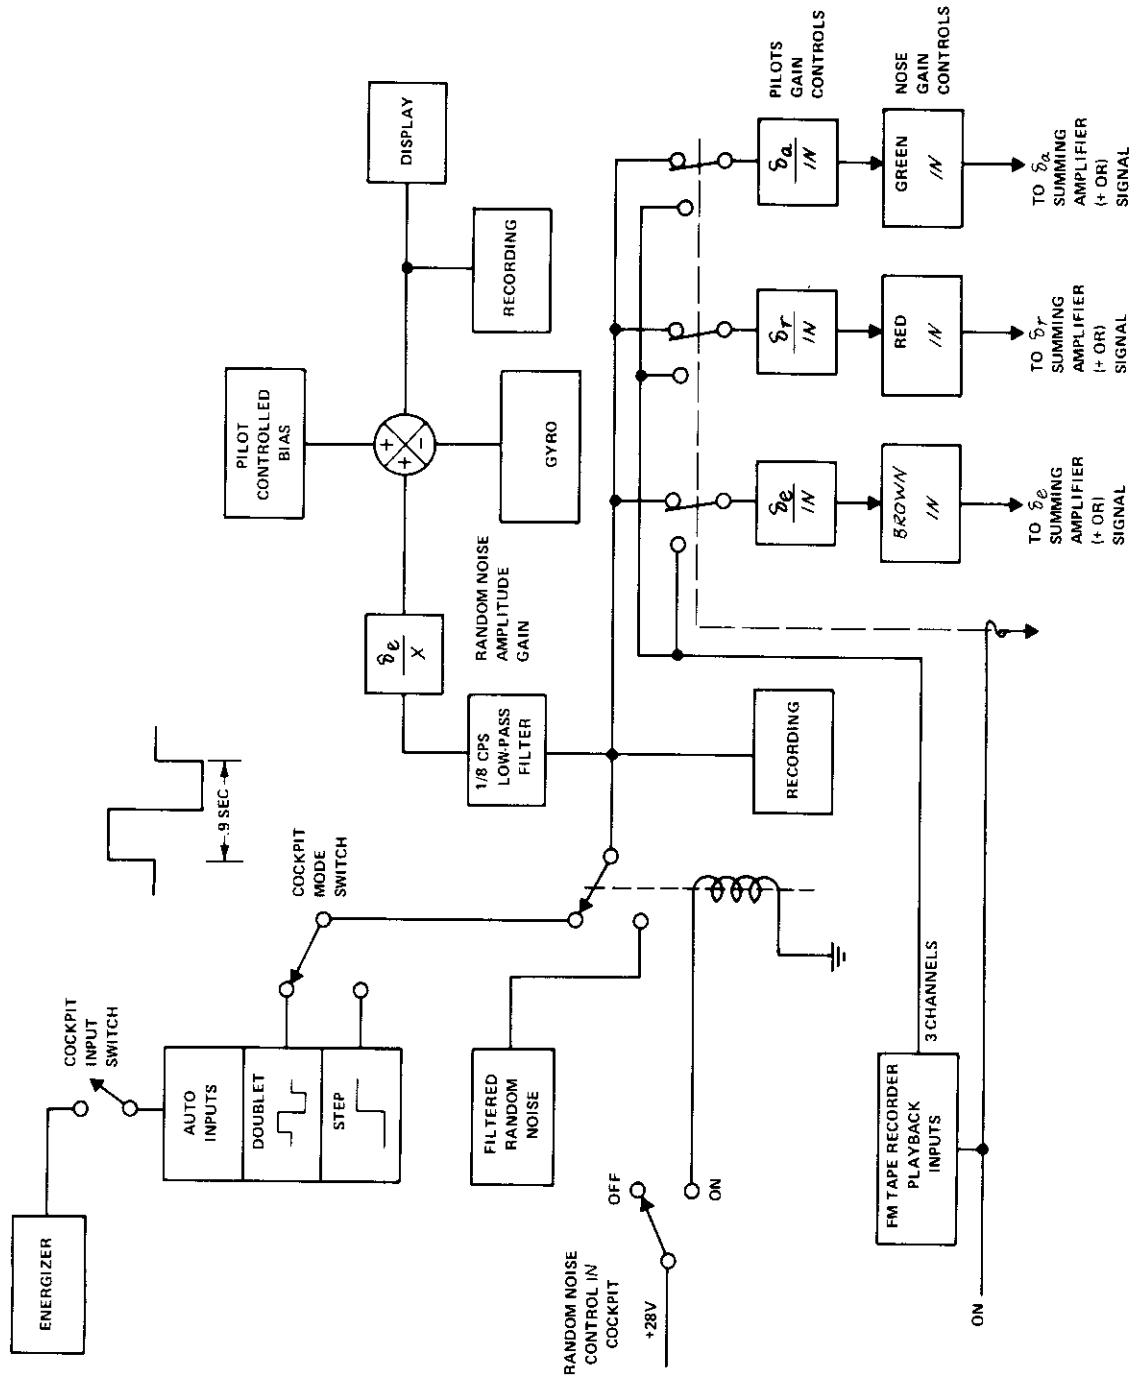 ENERGIZER
COCKPIT
INPUT
SWITCH
AUTO
INPUTS
DOUBLET
STEP
.9 SEC
COCKPIT
MODE
SWITCH
FILTERED
RANDOM
NOISE
RANDOM NOISE
CONTROL IN
COCKPIT
+28V
OFF
ON
FM TAPE RECORDER
PLAYBACK
INPUTS
3 CHANNELS
ON
1/8 CPS
LOW-PASS
FILTER
RECORDING
δe
X
RANDOM NOISE
AMPLITUDE
GAIN
PILOT
CONTROLLED
BIAS
+
+
−
GYRO
RECORDING
DISPLAY
PILOTS
GAIN
CONTROLS
NOSE
GAIN
CONTROLS
δe
IN
BROWN
IN
TO δe
SUMMING
AMPLIFIER
(+ OR)
SIGNAL
δr
IN
RED
IN
TO δr
SUMMING
AMPLIFIER
(+ OR)
SIGNAL
δa
IN
GREEN
IN
TO δa
SUMMING
AMPLIFIER
(+ OR)
SIGNAL